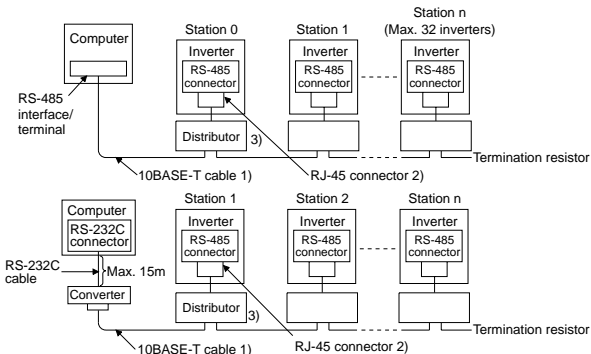 Station 0
Station 1
Station n
(Max. 32 inverters)
Computer
Inverter
RS-485
connector
Inverter
RS-485
connector
Inverter
RS-485
connector
RS-485
interface/
terminal
Distributor
3)
Termination resistor
10BASE-T cable 1)
RJ-45 connector 2)
Station 1
Station 2
Station n
Computer
RS-232C
connector
Inverter
RS-485
connector
Inverter
RS-485
connector
Inverter
RS-485
connector
RS-232C
cable
Max. 15m
Converter
Distributor
3)
Termination resistor
10BASE-T cable 1)
RJ-45 connector 2)